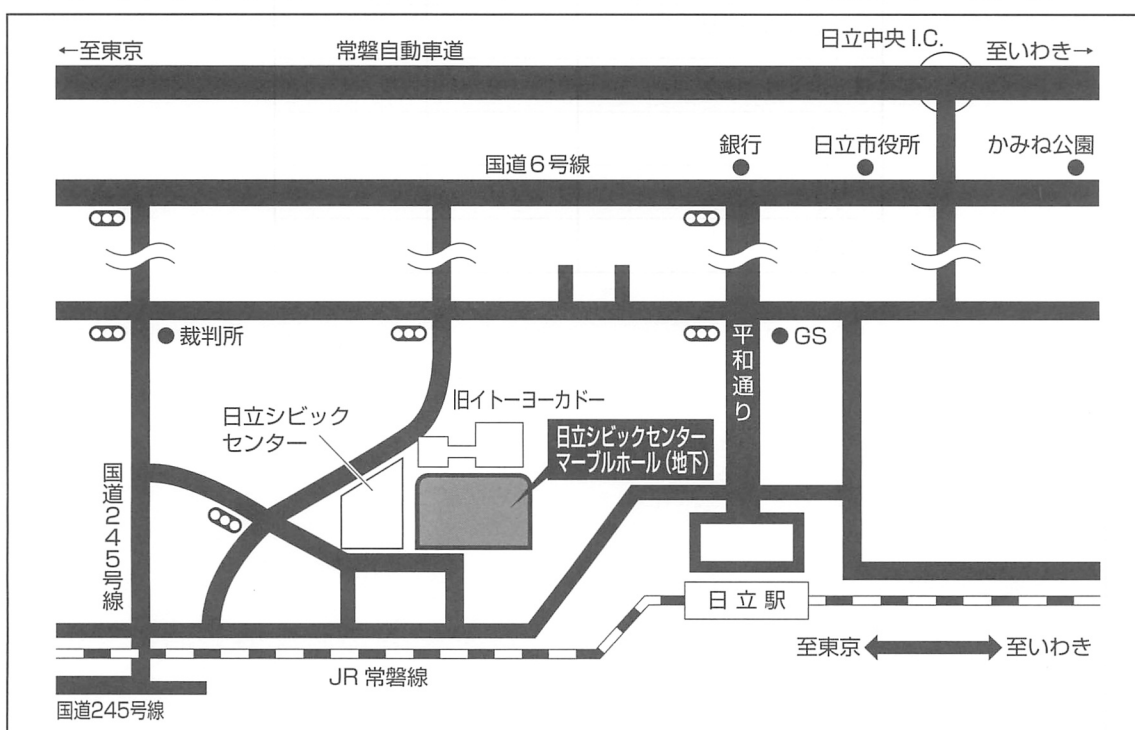 ←至東京
常磐自動車道
日立中央 I.C.
至いわき→
国道6号線
銀行
日立市役所
かみね公園
裁判所
平和通り
GS
旧イトーヨーカドー
日立シビック
センター
日立シビックセンター
マーブルホール(地下)
国道245号線
日立駅
至東京
至いわき
JR 常磐線
国道245号線